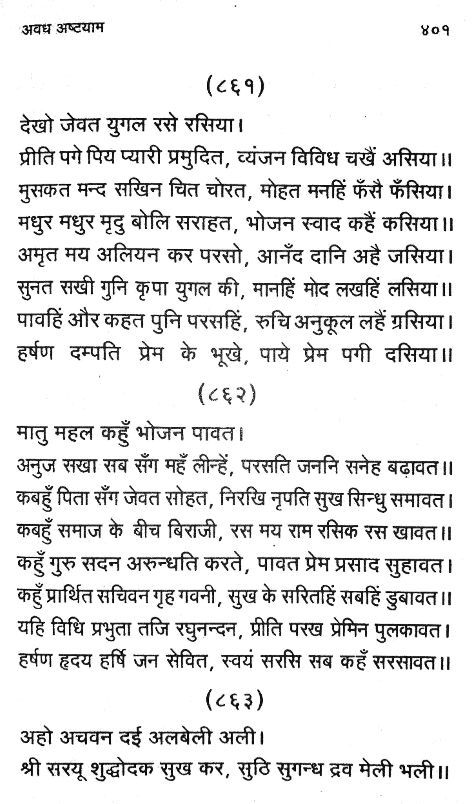 अवध अष्टयाम ४०१
(८६१)
देखो जेवत युगल रसे रसिया।
प्रीति पगे पिय प्यारी प्रमुदित, व्यंजन विविध चखैं असिया॥
मुसकत मन्द सखिन चित चोरत, मोहत मनहिं फँसै फँसिया।
मधुर मधुर मृदु बोलि सराहत, भोजन स्वाद कहैं कसिया॥
अमृत मय अलियन कर परसो, आनँद दानि अहै जसिया।
सुनत सखी गुनि कृपा युगल की, मानहिं मोद लखहिं लसिया॥
पावहिं और कहत पुनि परसहिं, रुचि अनुकूल लहैं ग्रसिया।
हर्षण दम्पति प्रेम के भूखे, पाये प्रेम पगी दसिया॥
(८६२)
मातु महल कहुँ भोजन पावत।
अनुज सखा सब सँग महँ लीन्हें, परसति जननि सनेह बढ़ावत॥
कबहुँ पिता सँग जेवत सोहत, निरखि नृपति सुख सिन्धु समावत।
कबहुँ समाज के बीच बिराजी, रस मय राम रसिक रस खावत॥
कहुँ गुरु सदन अरुन्धति करते, पावत प्रेम प्रसाद सुहावत।
कहुँ प्रार्थित सचिवन गृह गवनी, सुख के सरितहिं सबहिं डुबावत॥
यहि विधि प्रभुता तजि रघुनन्दन, प्रीति परख प्रेमिन पुलकावत।
हर्षण हृदय हर्षि जन सेवित, स्वयं सरसि सब कहँ सरसावत॥
(८६३)
अहो अचवन दई अलबेली अली।
श्री सरयू शुद्धोदक सुख कर, सुठि सुगन्ध द्रव मेली भली॥